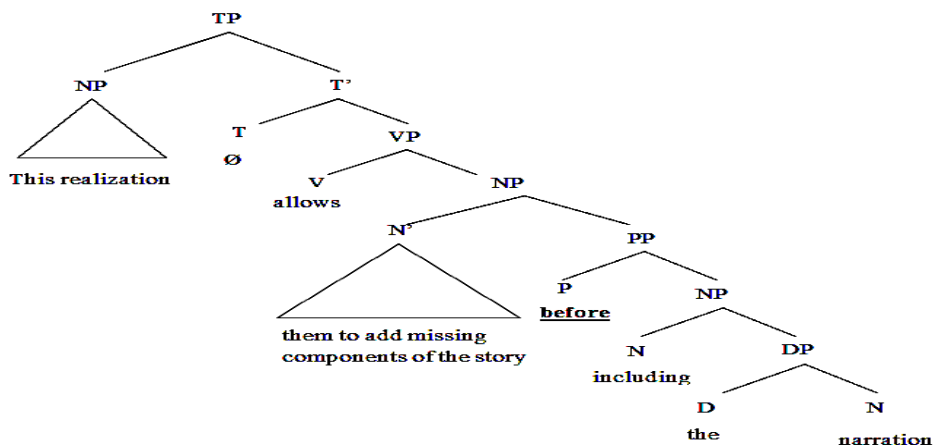 TP
NP
T'
T
VP
Ø
This realization
V
NP
allows
N'
PP
P
NP
before
them to add missing
components of the story
N
DP
including
D
N
the
narration